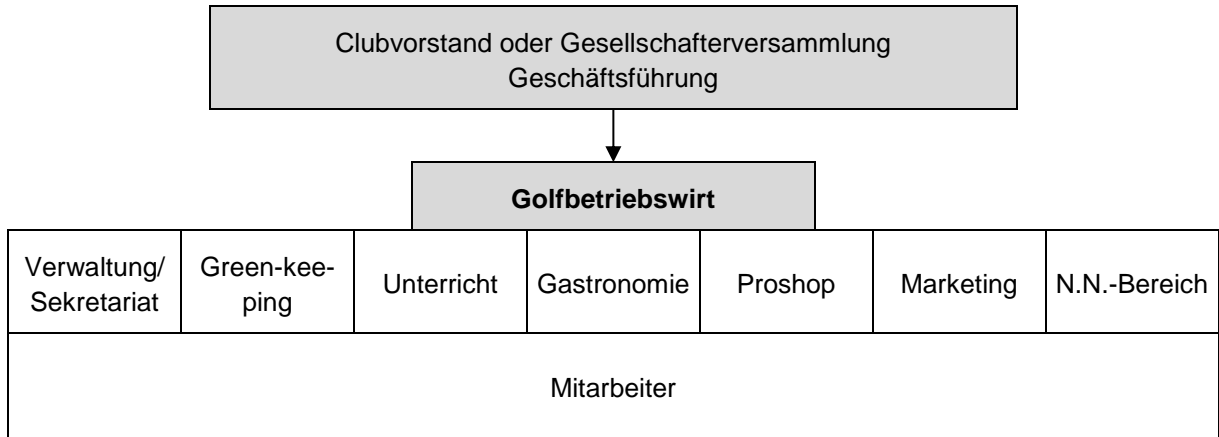 Clubvorstand oder Gesellschafterversammlung
Geschäftsführung
Golfbetriebswirt
Verwaltung/
Sekretariat
Green-kee-
ping
Unterricht
Gastronomie
Proshop
Marketing
N.N.-Bereich
Mitarbeiter